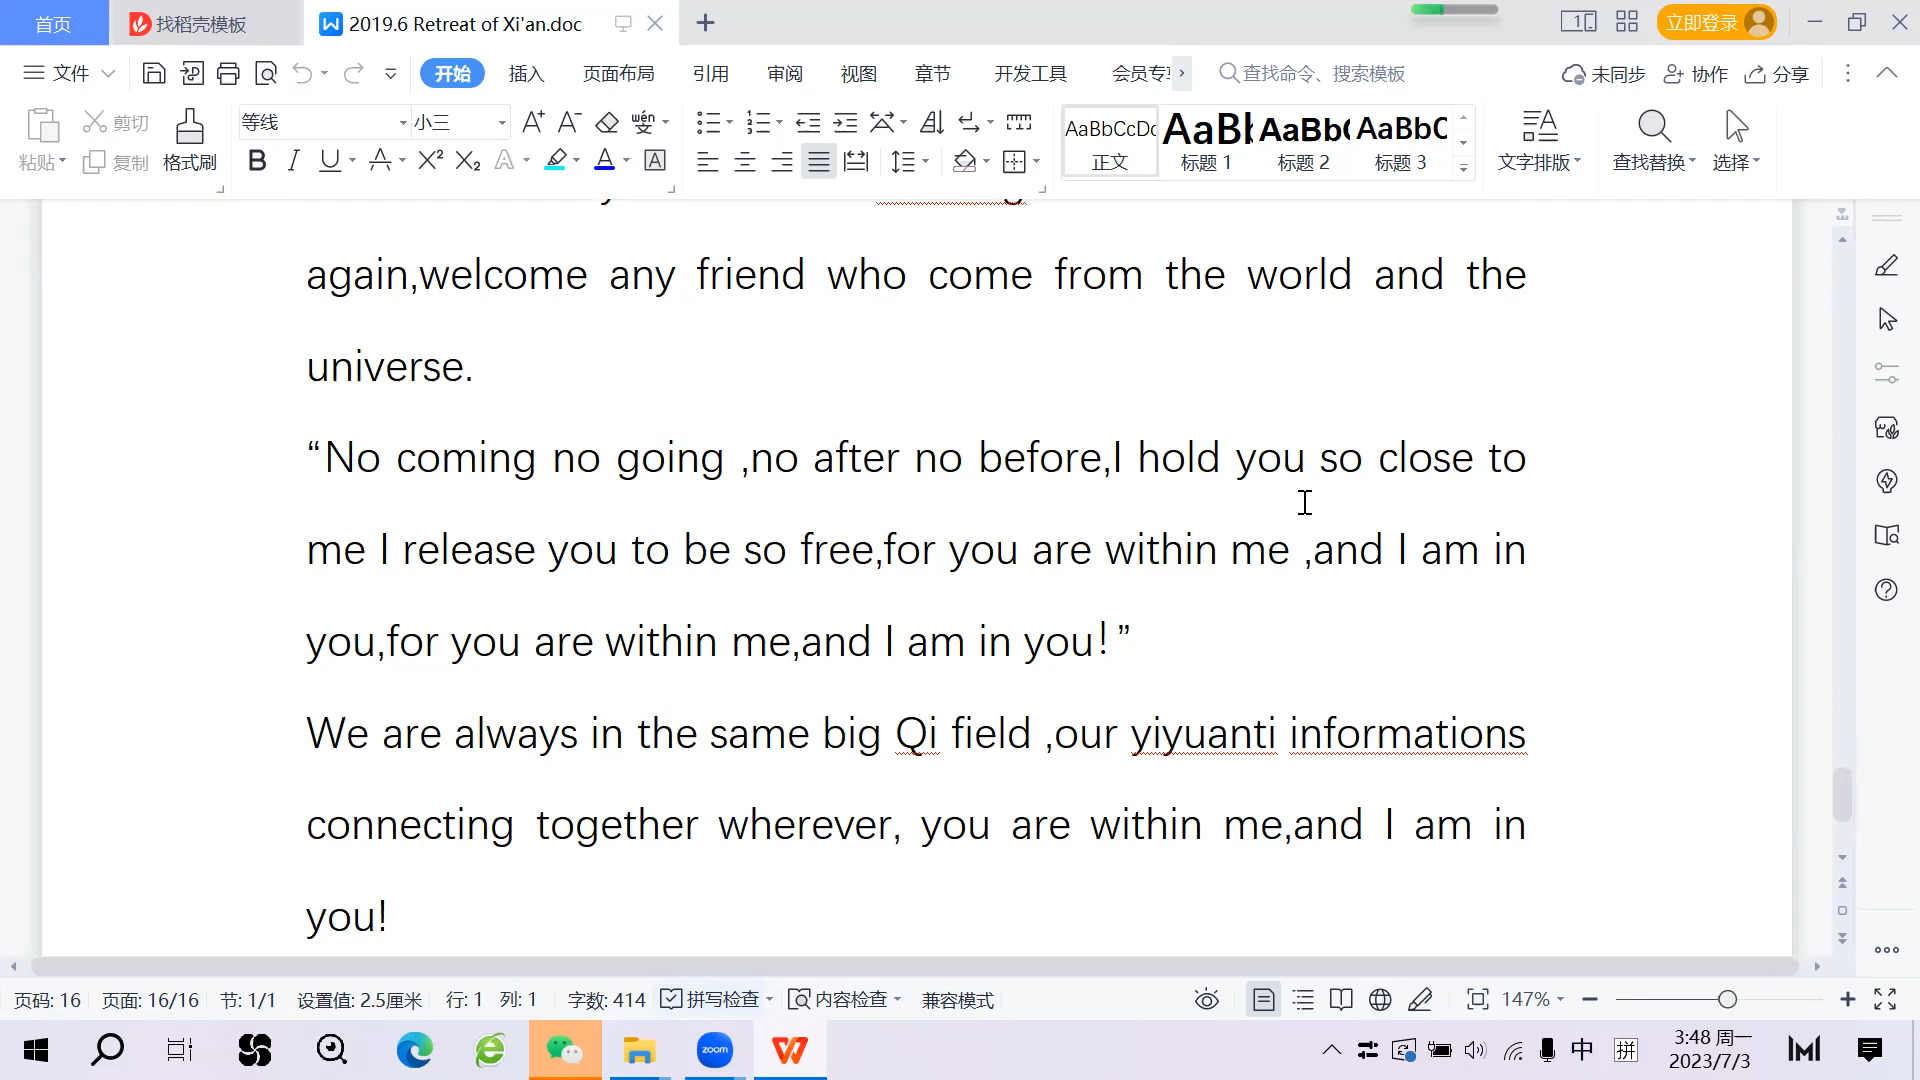 首页
找稻壳模板
2019.6 Retreat of Xi'an.doc
立即登录
文件
开始
插入
页面布局
引用
审阅
视图
章节
开发工具
会员专
查找命令、搜索模板
未同步
协作
分享
粘贴
剪切
复制
格式刷
等线
小三
AaBbCcDc
正文
AaBb
标题 1
AaBb(
标题 2
AaBbC
标题 3
文字排版
查找替换
选择
again,welcome any friend who come from the world and the
universe.
“No coming no going ,no after no before,I hold you so close to
me I release you to be so free,for you are within me ,and I am in
you,for you are within me,and I am in you!”
We are always in the same big Qi field ,our yiyuanti informations
connecting together wherever, you are within me,and I am in
you!
页码: 16
页面: 16/16
节: 1/1
设置值: 2.5厘米
行: 1
列: 1
字数: 414
拼写检查
内容检查
兼容模式
147%
zoom
中
拼
3:48 周一
2023/7/3